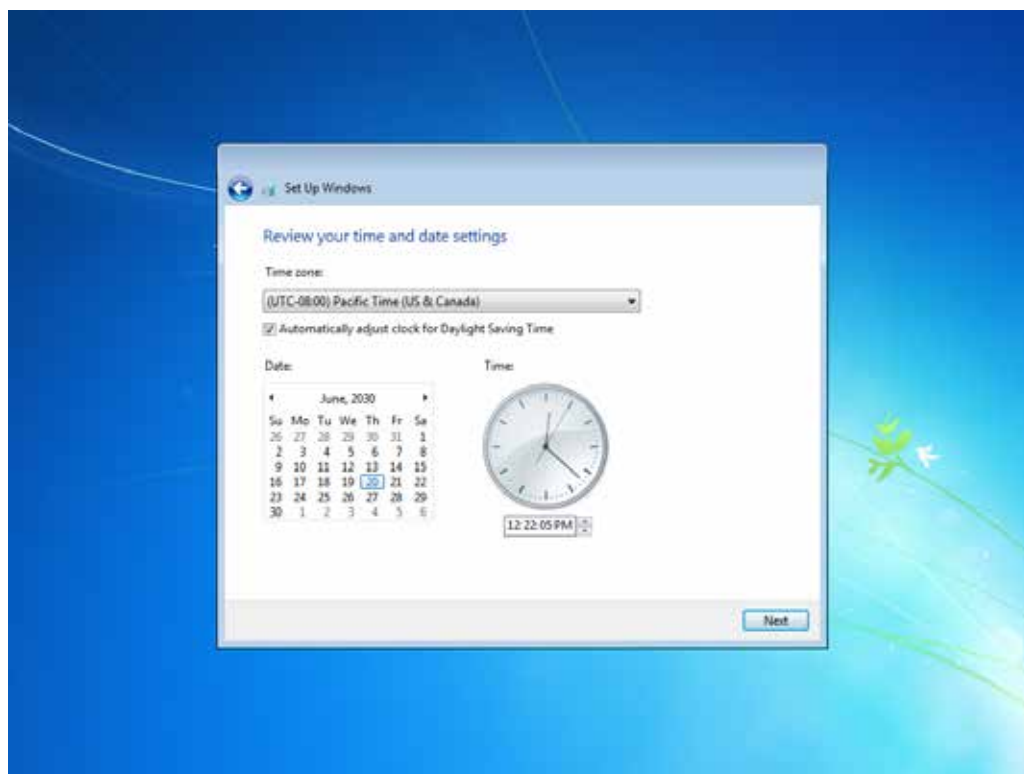 Set Up Windows
Review your time and date settings
Time zone:
(UTC-08:00) Pacific Time (US & Canada)
Automatically adjust clock for Daylight Saving Time
Date: Time:
June, 2030
Su Mo Tu We Th Fr Sa
26 27 28 29 30 31 1
2 3 4 5 6 7 8
9 10 11 12 13 14 15
16 17 18 19 20 21 22
23 24 25 26 27 28 29
30 1 2 3 4 5 6
12:22:05 PM
Next